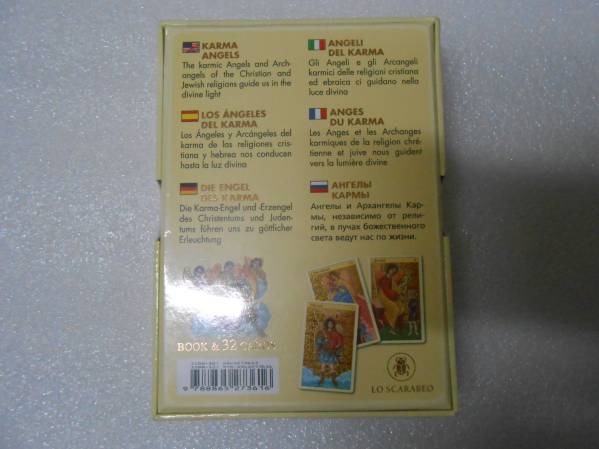 KARMA
ANGELS
The karmic Angels and Arch-
angels of the Christian and
Jewish religions guide us in the
divine light
ANGELI
DEL KARMA
Gli Angeli e gli Arcangeli
karmici delle religioni cristiana
ed ebraica ci guidano nella
luce divina
LOS ÁNGELES
DEL KARMA
Los Ángeles y Arcángeles del
karma de las religiones cris-
tiana y hebrea nos conducen
hasta la luz divina
ANGES
DU KARMA
Les Anges et les Archanges
karmiques de la religion chré-
tienne et juive nous guident
vers la lumière divine
DIE ENGEL
DES KARMA
Die Karma-Engel und -Erzengel
des Christentums und Juden-
tums führen uns zu göttlicher
Erleuchtung
АНГЕЛЫ
КАРМЫ
Ангелы и Архангелы Кар-
мы, независимо от рели-
гий, в лучах божественного
света ведут нас по жизни.
BOOK & 32 CARDS
9 788865 273616
LO SCARABEO